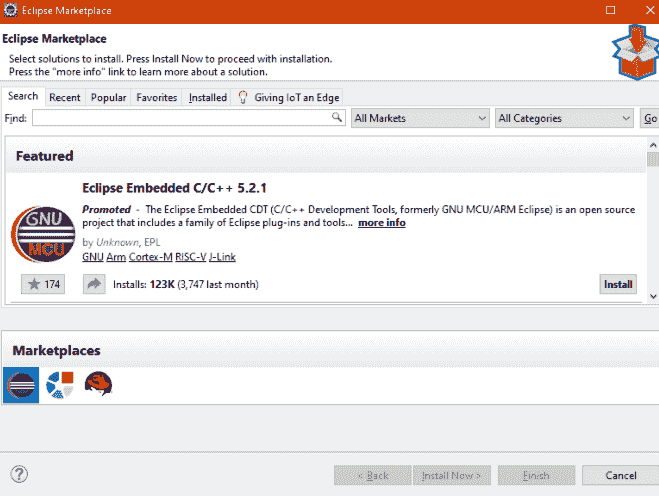 Eclipse Marketplace
Eclipse Marketplace
Select solutions to install. Press Install Now to proceed with installation.
Press the "more info" link to learn more about a solution.
Search Recent Popular Favorites Installed Giving IoT an Edge
Find: All Markets All Categories Go
Featured
Eclipse Embedded C/C++ 5.2.1
Promoted - The Eclipse Embedded CDT (C/C++ Development Tools, formerly GNU MCU/ARM Eclipse) is an open source
project that includes a family of Eclipse plug-ins and tools... more info
GNU
MCU
by Unknown, EPL
GNU Arm Cortex-M RISC-V J-Link
174 Installs: 123K (3,747 last month) Install
Marketplaces
? < Back Install Now > Finish Cancel